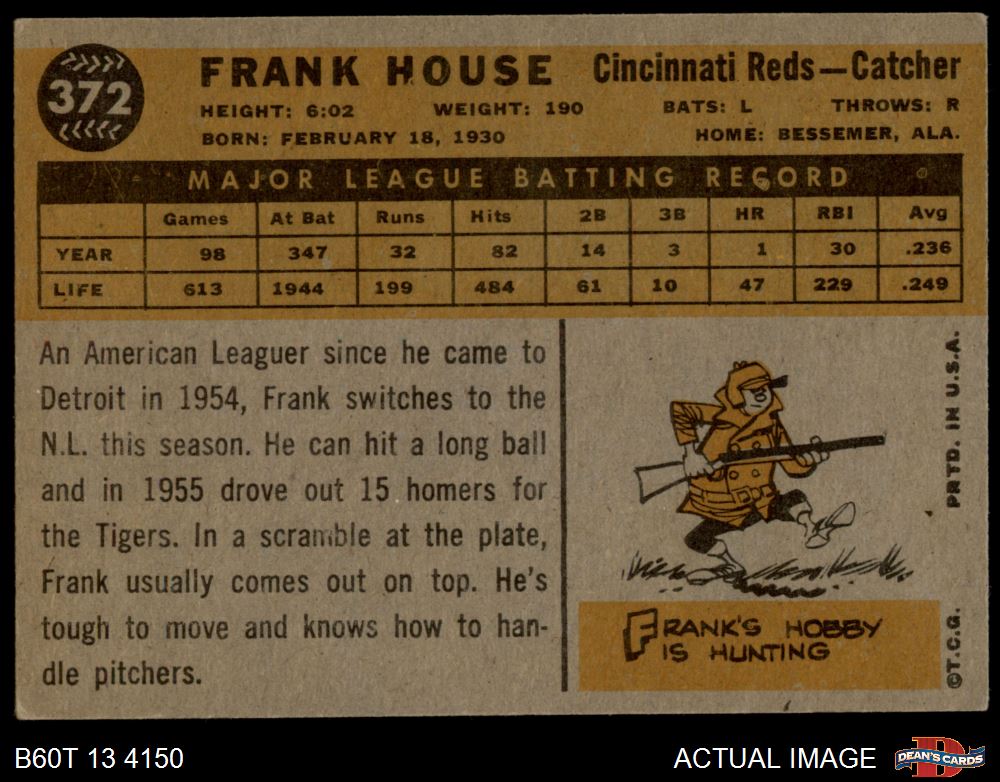 372
FRANK HOUSE Cincinnati Reds—Catcher
HEIGHT: 6:02 WEIGHT: 190 BATS: L THROWS: R
BORN: FEBRUARY 18, 1930 HOME: BESSEMER, ALA.
MAJOR LEAGUE BATTING RECORD
Games At Bat Runs Hits 2B 3B HR RBI Avg
YEAR 98 347 32 82 14 3 1 30 .236
LIFE 613 1944 199 484 61 10 47 229 .249
An American Leaguer since he came to
Detroit in 1954, Frank switches to the
N.L. this season. He can hit a long ball
and in 1955 drove out 15 homers for
the Tigers. In a scramble at the plate,
Frank usually comes out on top. He's
tough to move and knows how to han-
dle pitchers.
FRANK'S HOBBY
IS HUNTING
©T.C.G. PRTD. IN U.S.A.
B60T 13 4150 ACTUAL IMAGE D DEAN'S CARDS